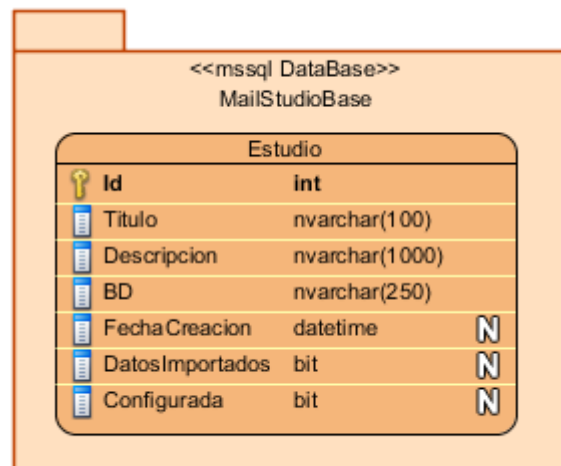 <<mssql DataBase>>
MailStudioBase
Estudio
Id int
Titulo nvarchar(100)
Descripcion nvarchar(1000)
BD nvarchar(250)
FechaCreacion datetime N
DatosImportados bit N
Configurada bit N